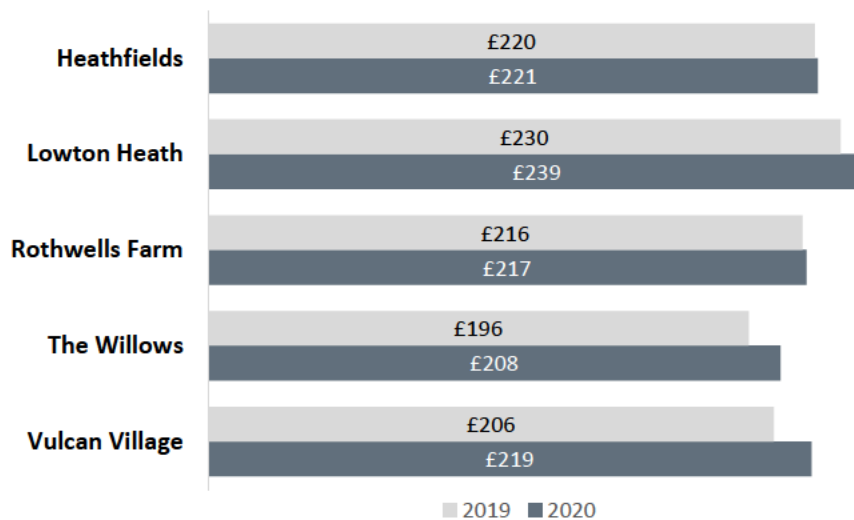 Heathfields
£220
£221
Lowton Heath
£230
£239
Rothwells Farm
£216
£217
The Willows
£196
£208
Vulcan Village
£206
£219
2019 2020